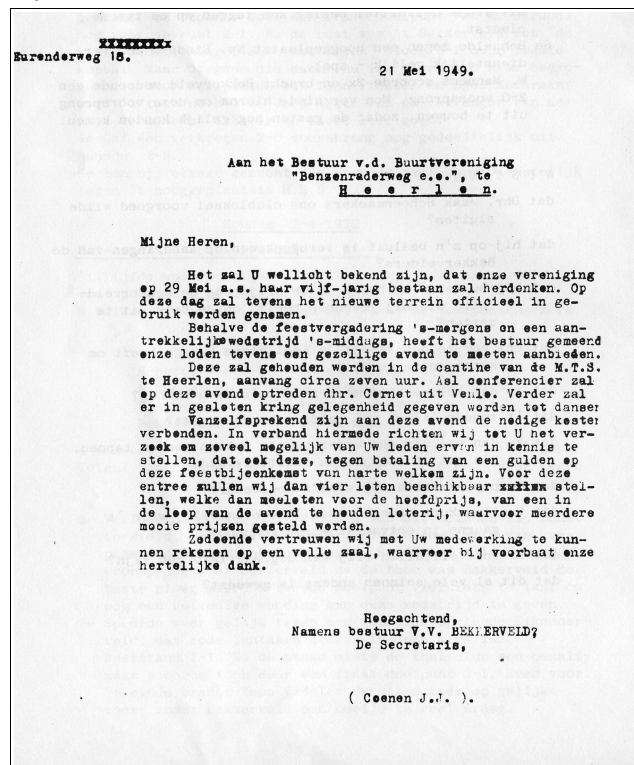 xxxxxxxxx
Eurenderweg 18.
21 Mei 1949.
Aan het Bestuur v.d. Buurtvereniging
"Benzenraderweg e.o.", te
H e e r l e n.
Mijne Heren,
Het zal U wellicht bekend zijn, dat onze vereniging
op 29 Mei a.s. haar vijf-jarig bestaan zal herdenken. Op
deze dag zal tevens het nieuwe terrein officieel in ge-
bruik worden genomen.
Behalve de feestvergadering 's-morgens en een aan-
trekkelijkewedstrijd 's-middags, heeft het bestuur gemeend
onze leden tevens een gezellige avond te moeten aanbieden.
Deze zal gehouden worden in de cantine van de M.T.S.
te Heerlen, aanvang circa zeven uur. Asl conferencier zal
op deze avond optreden dhr. Cornet uit Venlo. Verder zal
er in gesloten kring gelegenheid gegeven worden tot danser
Vanzelfsprekend zijn aan deze avond de nodige koster
verbonden. In verband hiermede richten wij tot U het ver-
zoek om zoveel mogelijk van Uw leden ervan in kennis te
stellen, dat ook deze, tegen betaling van een gulden op
deze feestbijeenkomst van harte welkom zijn. Voor deze
entree zullen wij dan vier loten beschikbaar stel-
len, welke dan meeloten voor de hoofdprijs, van een in
de loop van de avond te houden loterij, waarvoor meerdere
mooie prijzen gesteld werden.
Zodoende vertrouwen wij met Uw medewerking te kun-
nen rekenen op een volle zaal, waarvoor bij voorbaat onze
hertelijke dank.
Hoogachtend,
Namens bestuur V.V. BEKKERVELD?
De Secretaris,
( Coenen J.J. ).